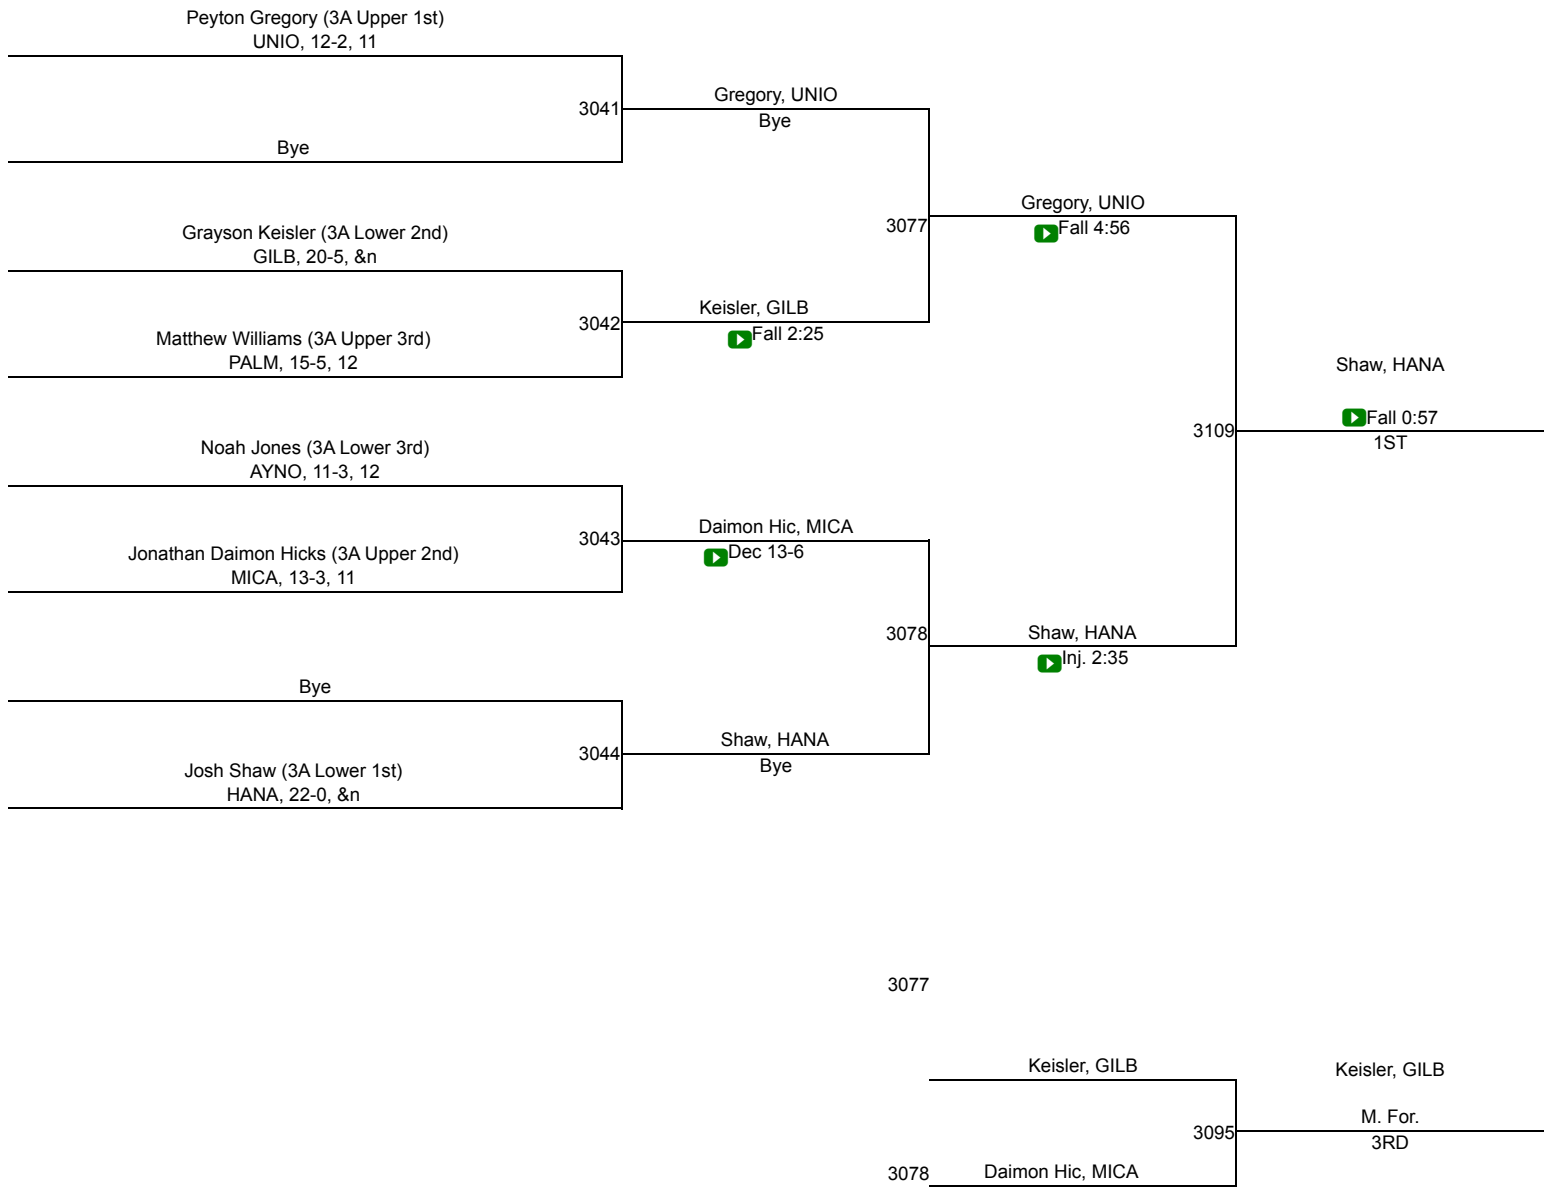 Peyton Gregory (3A Upper 1st)
UNIO, 12-2, 11
3041
Bye
Gregory, UNIO
Bye
Grayson Keisler (3A Lower 2nd)
GILB, 20-5, &n
3042
Matthew Williams (3A Upper 3rd)
PALM, 15-5, 12
Keisler, GILB
Fall 2:25
3077
Gregory, UNIO
Fall 4:56
Noah Jones (3A Lower 3rd)
AYNO, 11-3, 12
3043
Jonathan Daimon Hicks (3A Upper 2nd)
MICA, 13-3, 11
Daimon Hic, MICA
Dec 13-6
Bye
3044
Josh Shaw (3A Lower 1st)
HANA, 22-0, &n
Shaw, HANA
Bye
3078
Shaw, HANA
Inj. 2:35
3109
Shaw, HANA
Fall 0:57
1ST
3077
Keisler, GILB
3095
3078
Daimon Hic, MICA
Keisler, GILB
M. For.
3RD